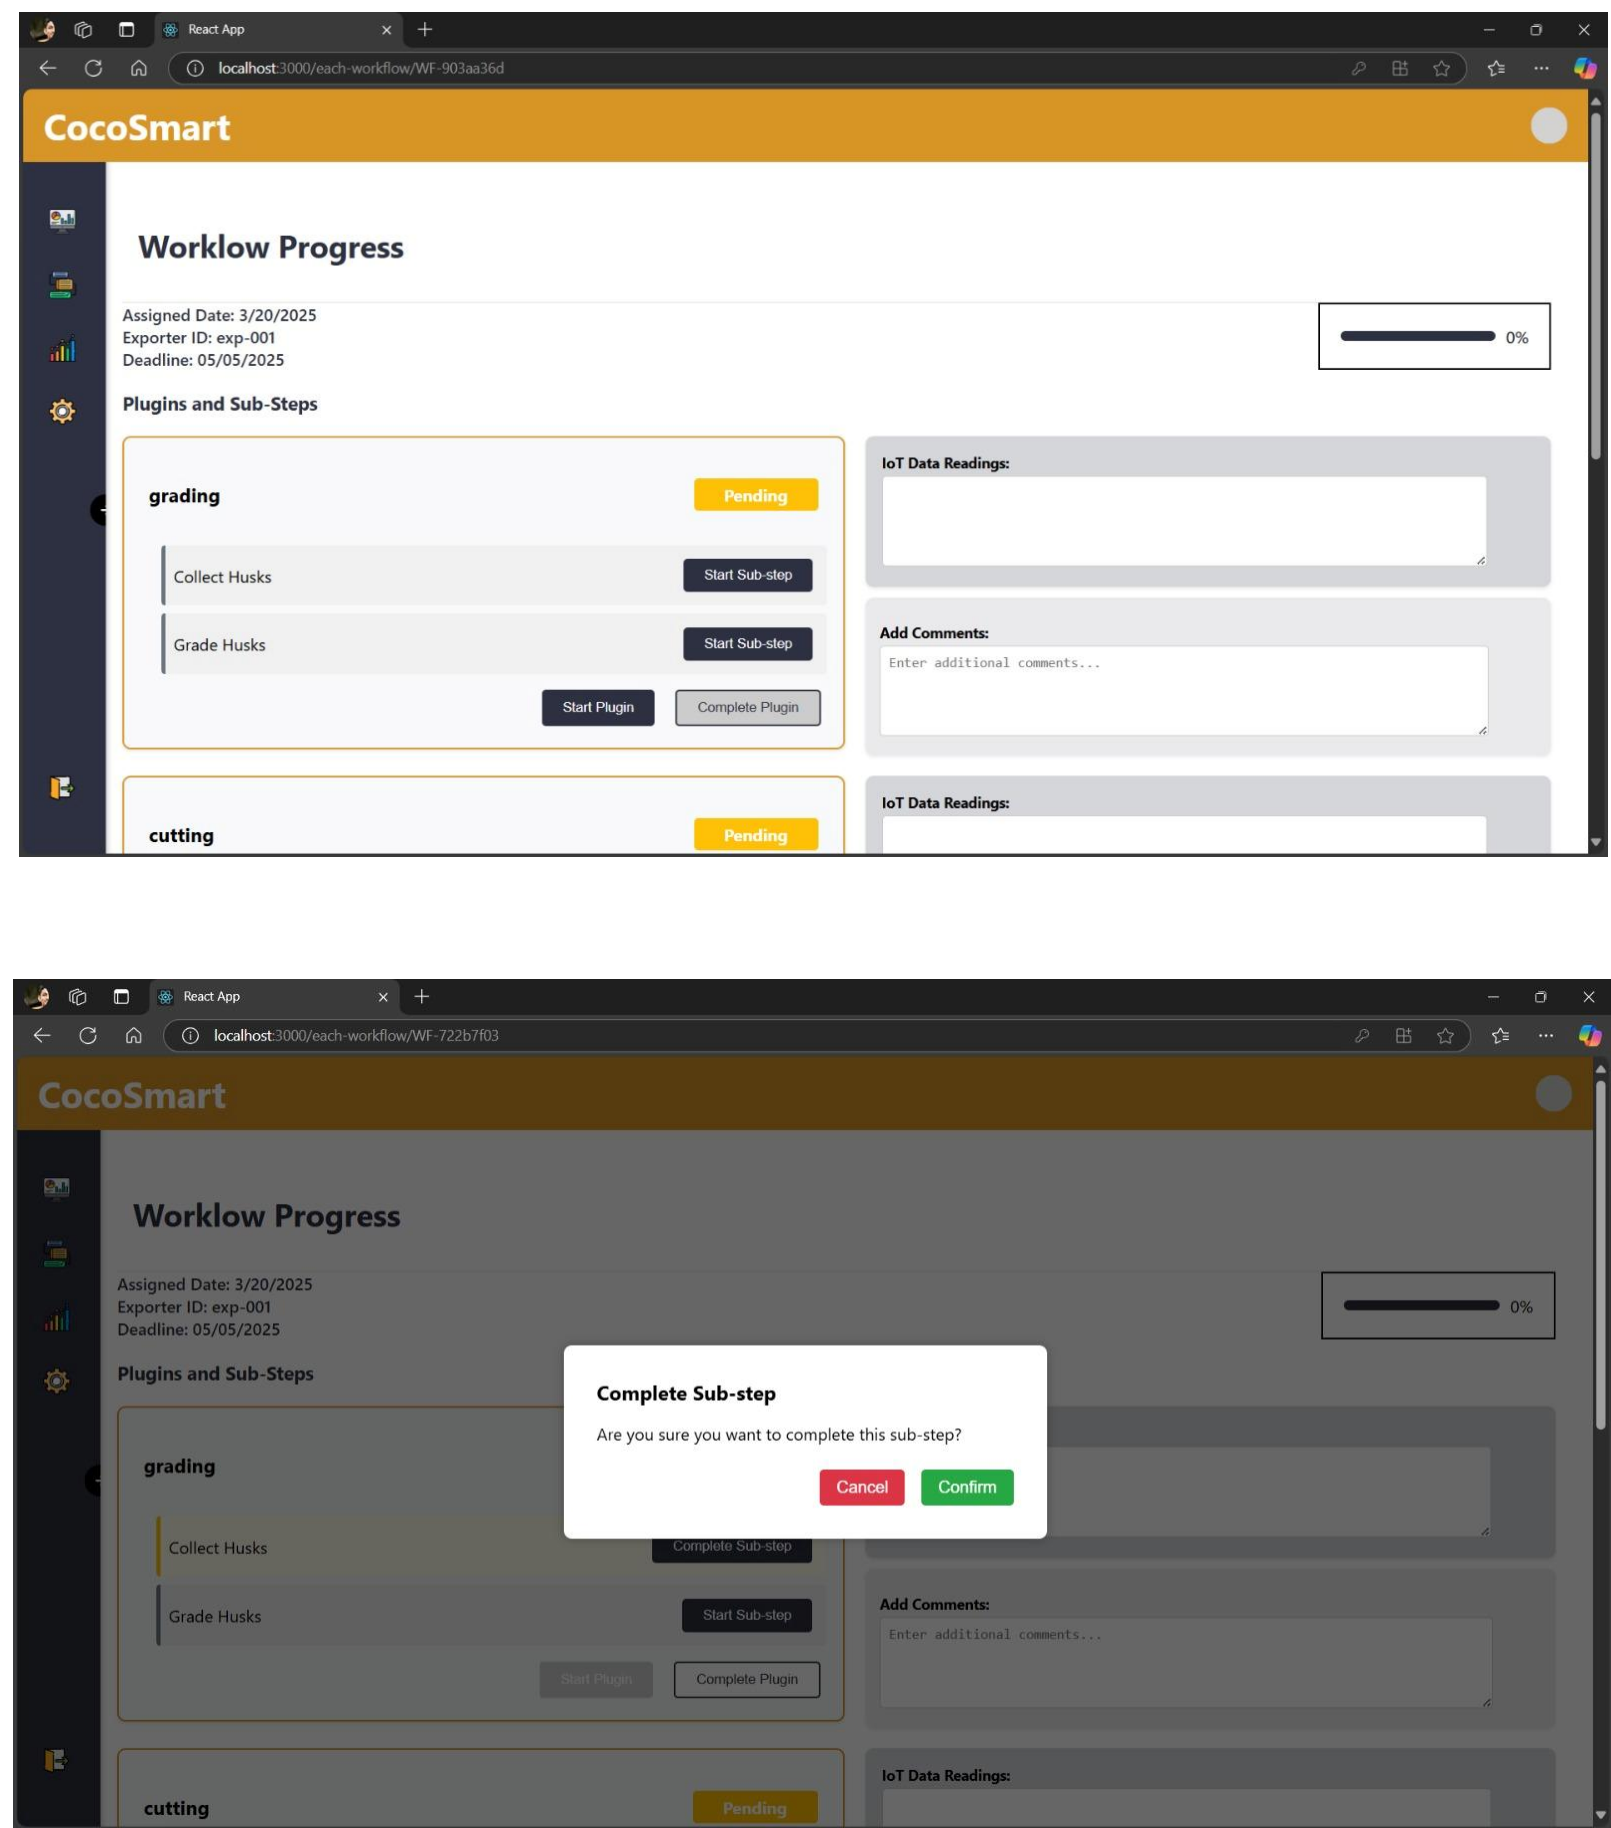 React App
localhost:3000/each-workflow/WF-903aa36d
CocoSmart
Worklow Progress
Assigned Date: 3/20/2025
Exporter ID: exp-001
Deadline: 05/05/2025
0%
Plugins and Sub-Steps
grading
Pending
Collect Husks
Start Sub-step
Grade Husks
Start Sub-step
Start Plugin
Complete Plugin
IoT Data Readings:
Add Comments:
Enter additional comments...
cutting
Pending
IoT Data Readings:
React App
localhost:3000/each-workflow/WF-722b7f03
CocoSmart
Worklow Progress
Assigned Date: 3/20/2025
Exporter ID: exp-001
Deadline: 05/05/2025
0%
Plugins and Sub-Steps
Complete Sub-step
Are you sure you want to complete this sub-step?
Cancel
Confirm
grading
Collect Husks
Complete Sub-step
Grade Husks
Start Sub-step
Start Plugin
Complete Plugin
Add Comments:
Enter additional comments...
cutting
Pending
IoT Data Readings: